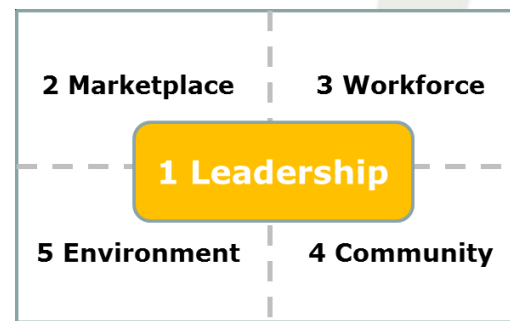 2 Marketplace
3 Workforce
1 Leadership
5 Environment
4 Community